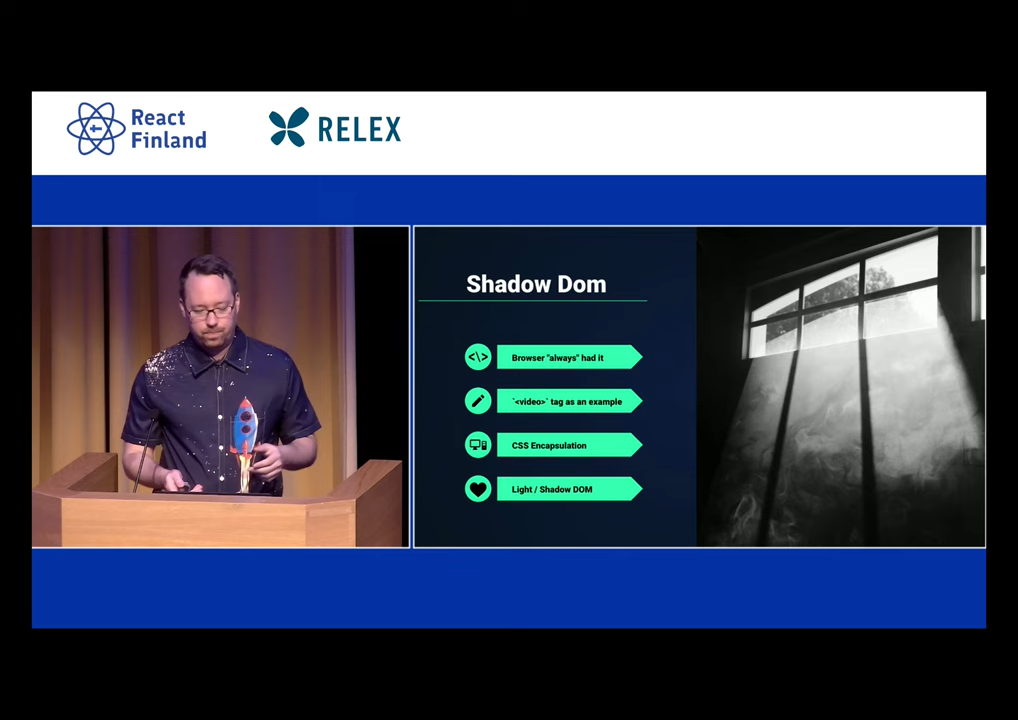 React
Finland
RELEX
Shadow Dom
Browser "always" had it
`<video>` tag as an example
CSS Encapsulation
Light / Shadow DOM